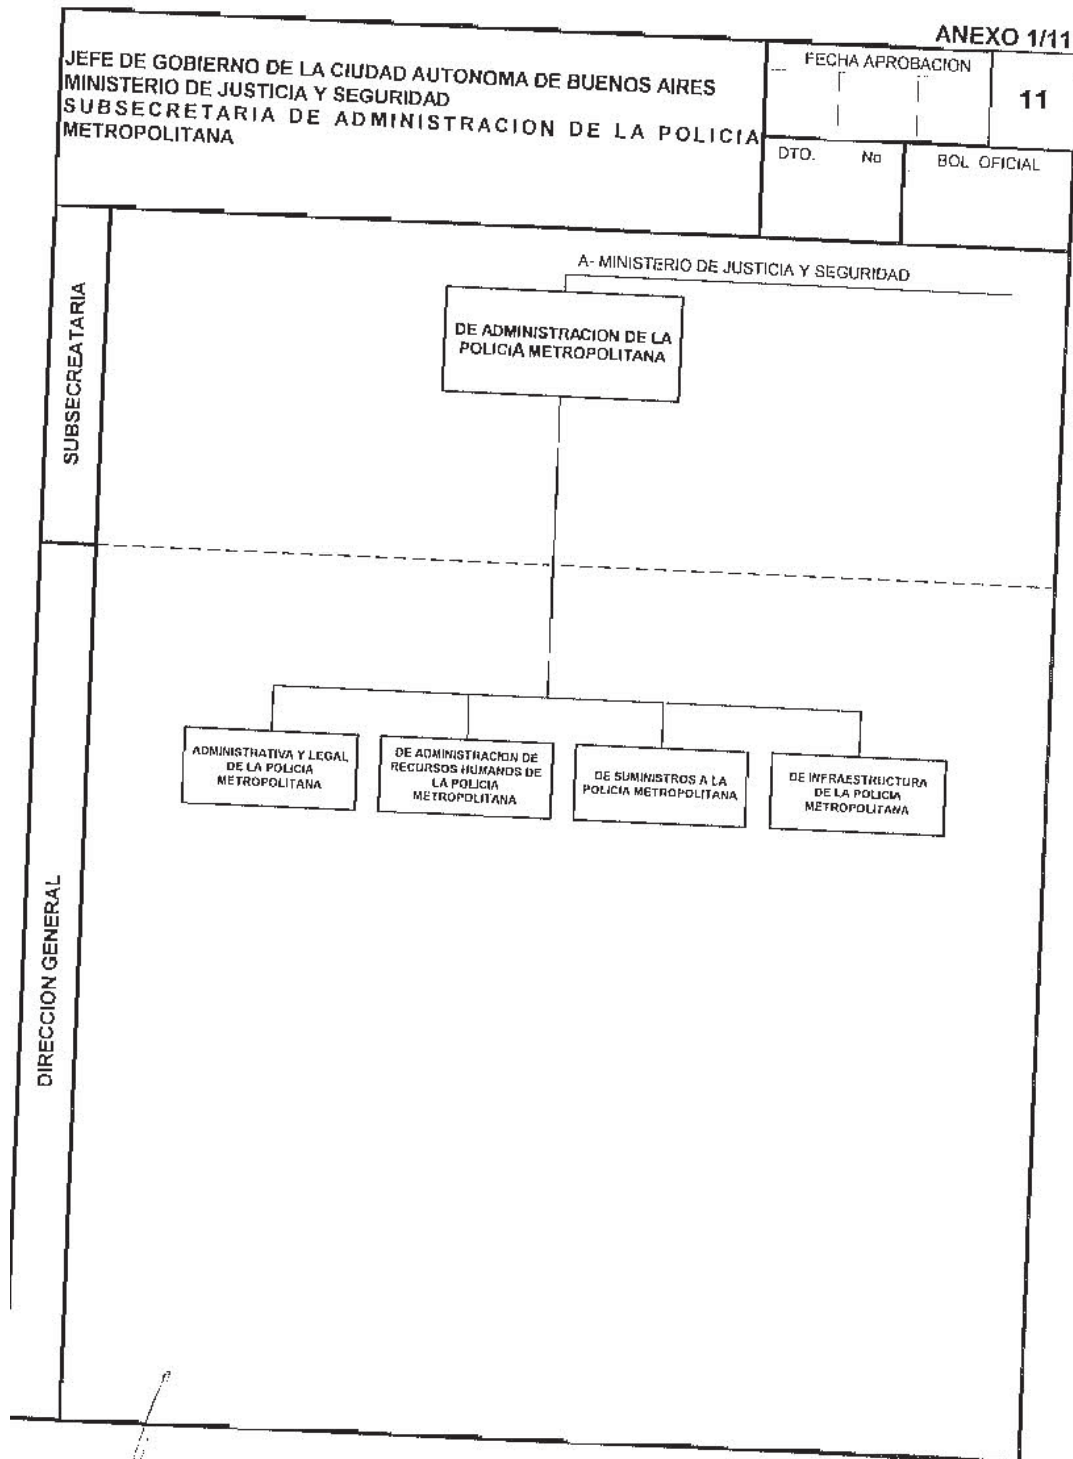 ANEXO 1/11
JEFE DE GOBIERNO DE LA CIUDAD AUTONOMA DE BUENOS AIRES
MINISTERIO DE JUSTICIA Y SEGURIDAD
SUBSECRETARIA DE ADMINISTRACION DE LA POLICIA
METROPOLITANA
FECHA APROBACION
11
DTO. No
BOL OFICIAL
SUBSECREATARIA
A- MINISTERIO DE JUSTICIA Y SEGURIDAD
DE ADMINISTRACION DE LA
POLICIA METROPOLITANA
DIRECCION GENERAL
ADMINISTRATIVA Y LEGAL
DE LA POLICIA
METROPOLITANA
DE ADMINISTRACION DE
RECURSOS HUMANOS DE
LA POLICIA
METROPOLITANA
DE SUMINISTROS A LA
POLICIA METROPOLITANA
DE INFRAESTRUCTURA
DE LA POLICIA
METROPOLITANA